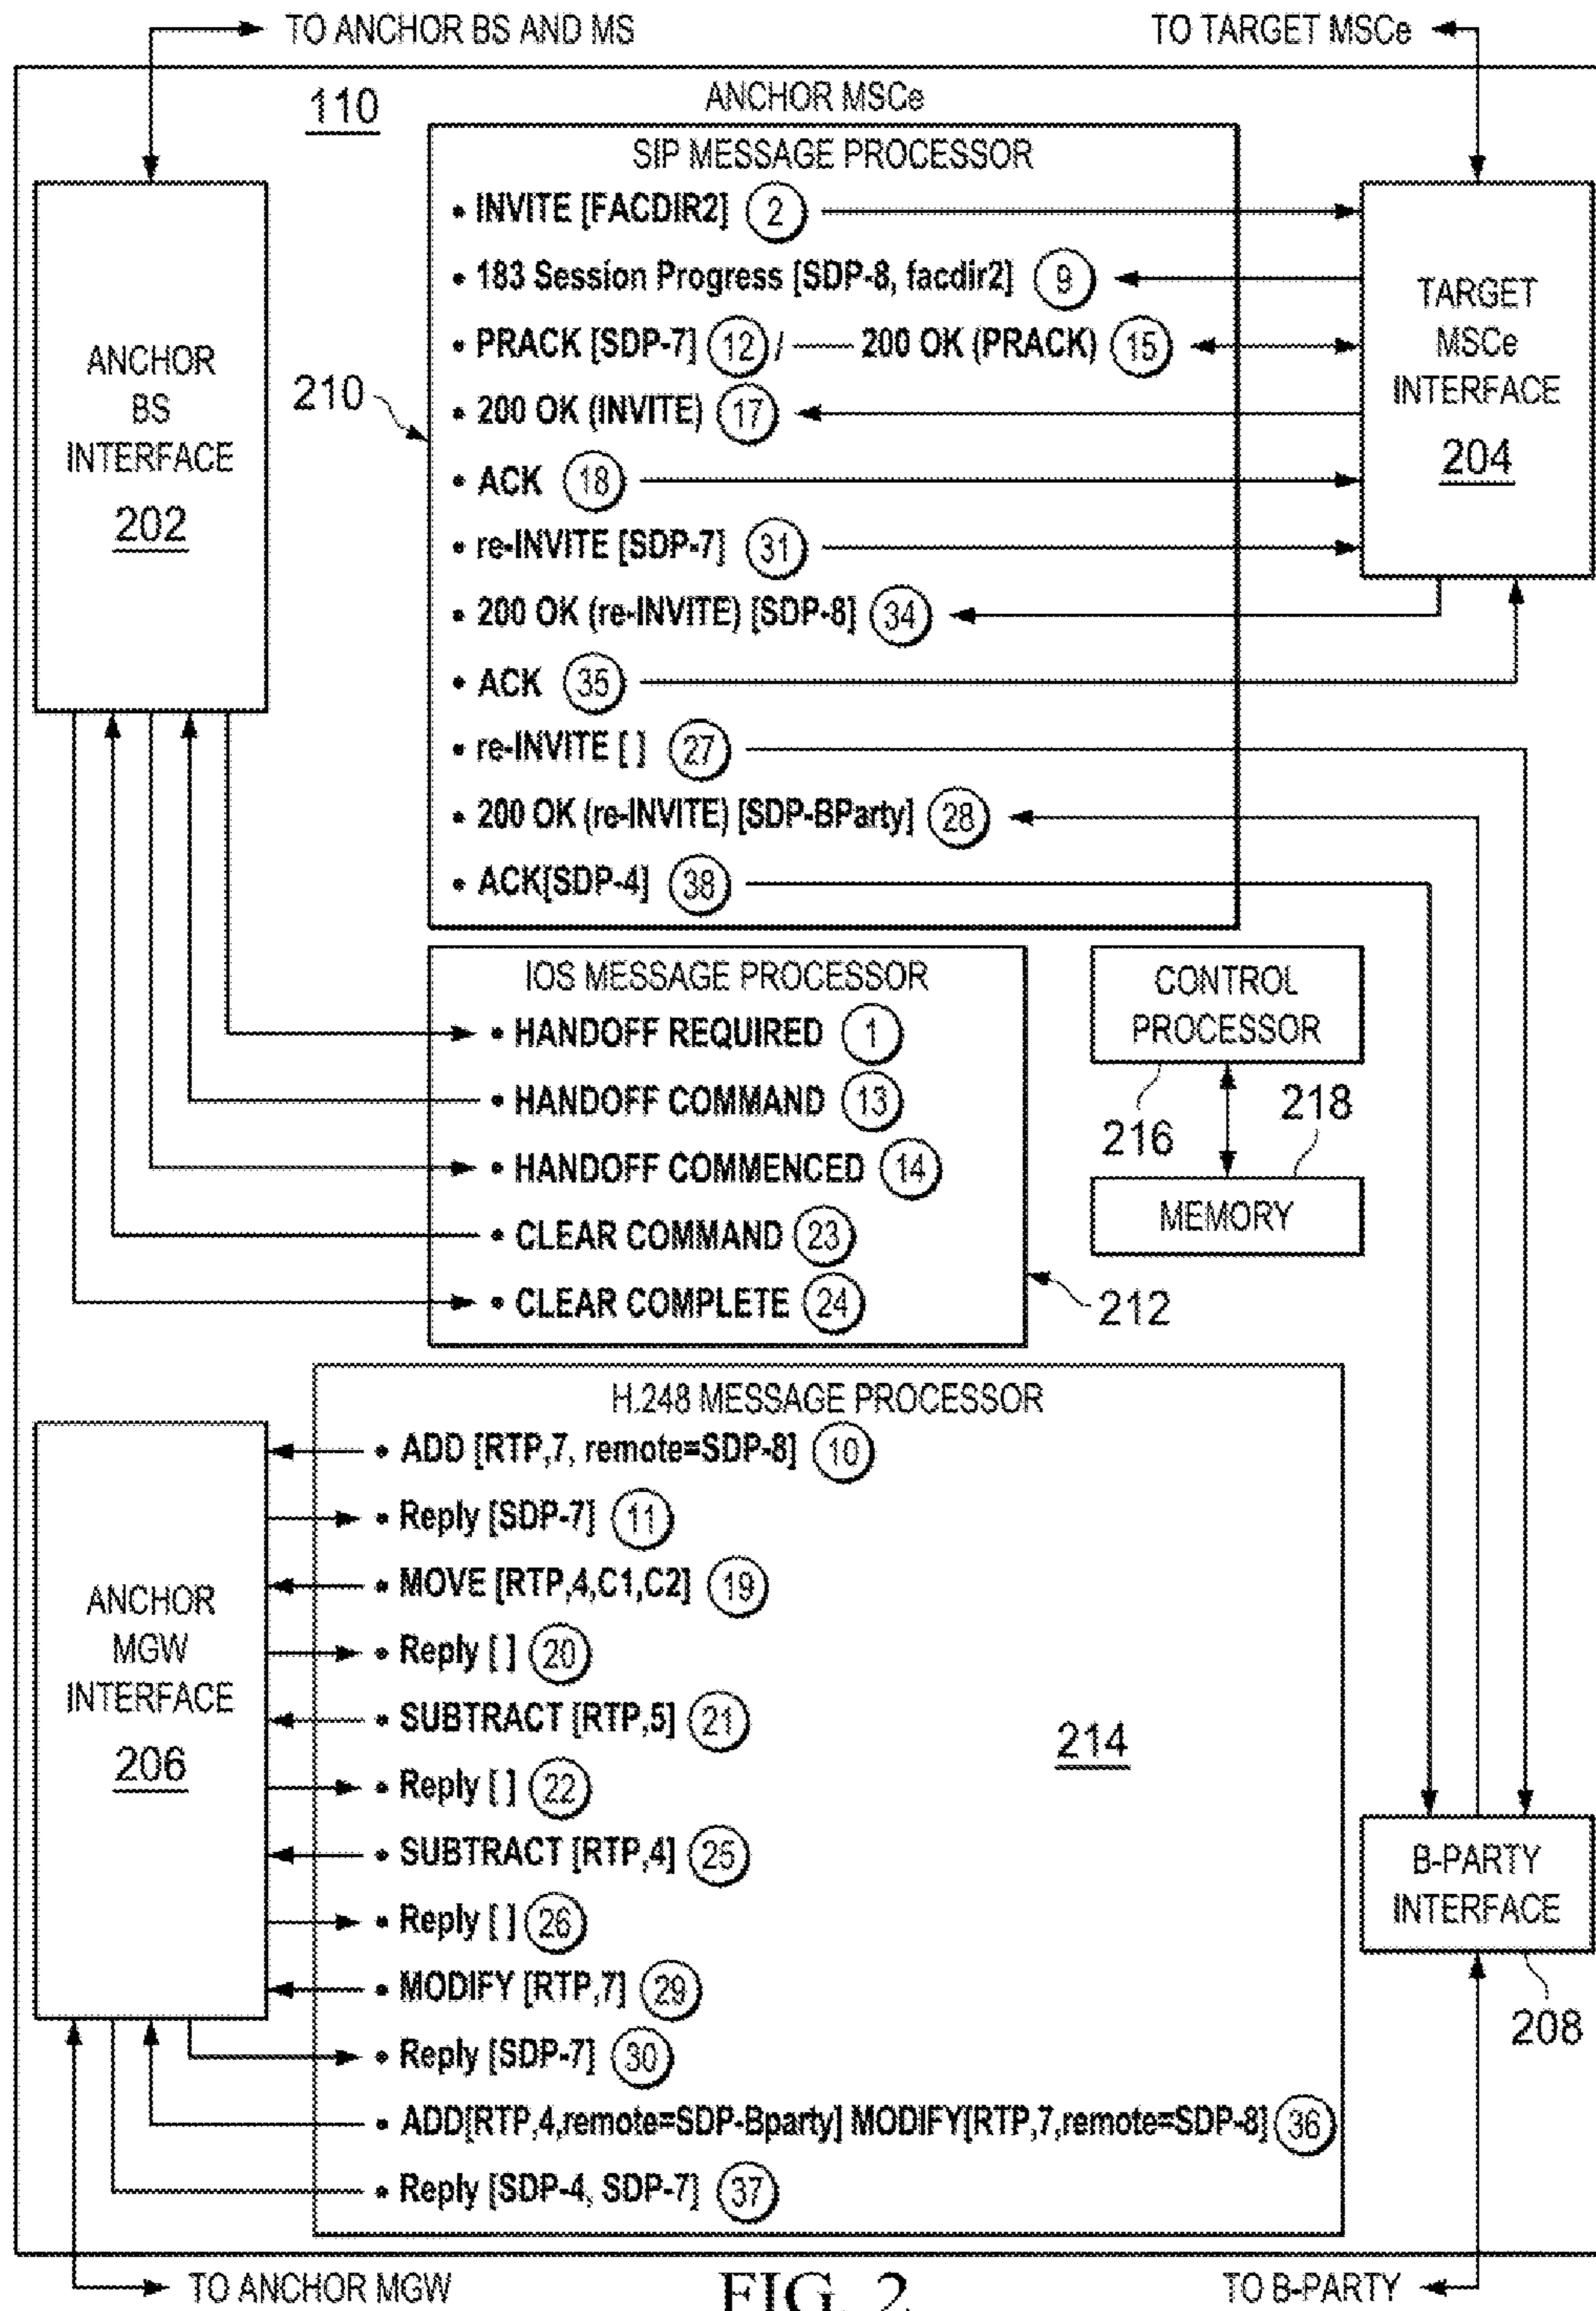 TO ANCHOR BS AND MS
TO TARGET MSCe
110
ANCHOR MSCe
SIP MESSAGE PROCESSOR
• INVITE [FACDIR2] 2
• 183 Session Progress [SDP-8, facdir2] 9
• PRACK [SDP-7] 12 / 200 OK (PRACK) 15
• 200 OK (INVITE) 17
• ACK 18
• re-INVITE [SDP-7] 31
• 200 OK (re-INVITE) [SDP-8] 34
• ACK 35
• re-INVITE [ ] 27
• 200 OK (re-INVITE) [SDP-BParty] 28
• ACK[SDP-4] 38
210
ANCHOR
BS
INTERFACE
202
TARGET
MSCe
INTERFACE
204
IOS MESSAGE PROCESSOR
• HANDOFF REQUIRED 1
• HANDOFF COMMAND 13
• HANDOFF COMMENCED 14
• CLEAR COMMAND 23
• CLEAR COMPLETE 24
212
CONTROL
PROCESSOR
216
218
MEMORY
H.248 MESSAGE PROCESSOR
• ADD [RTP,7, remote=SDP-8] 10
• Reply [SDP-7] 11
• MOVE [RTP,4,C1,C2] 19
• Reply [ ] 20
• SUBTRACT [RTP,5] 21
• Reply [ ] 22
• SUBTRACT [RTP,4] 25
• Reply [ ] 26
• MODIFY [RTP,7] 29
• Reply [SDP-7] 30
• ADD[RTP,4,remote=SDP-Bparty] MODIFY[RTP,7,remote=SDP-8] 36
• Reply [SDP-4, SDP-7] 37
214
ANCHOR
MGW
INTERFACE
206
B-PARTY
INTERFACE
208
TO ANCHOR MGW
FIG. 2
TO B-PARTY